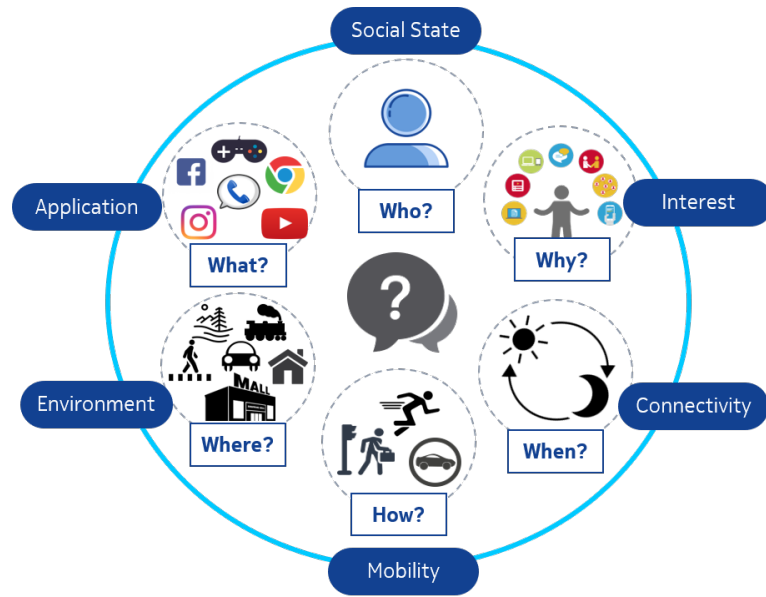 Social State
Application
Interest
Who?
What?
Why?
?
MALL
Environment
Connectivity
Where?
When?
How?
Mobility